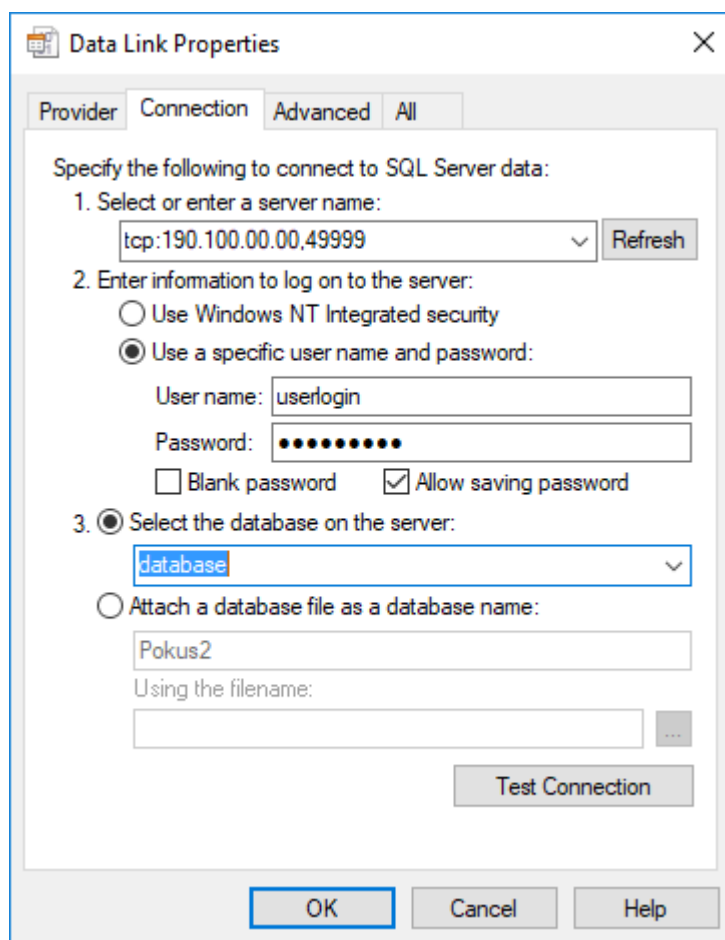 Data Link Properties
Provider Connection Advanced All
Specify the following to connect to SQL Server data:
1. Select or enter a server name:
tcp:190.100.00.00,49999 Refresh
2. Enter information to log on to the server:
Use Windows NT Integrated security
Use a specific user name and password:
User name: userlogin
Password: ●●●●●●●●●
Blank password Allow saving password
3. Select the database on the server:
database
Attach a database file as a database name:
Pokus2
Using the filename:
...
Test Connection
OK Cancel Help